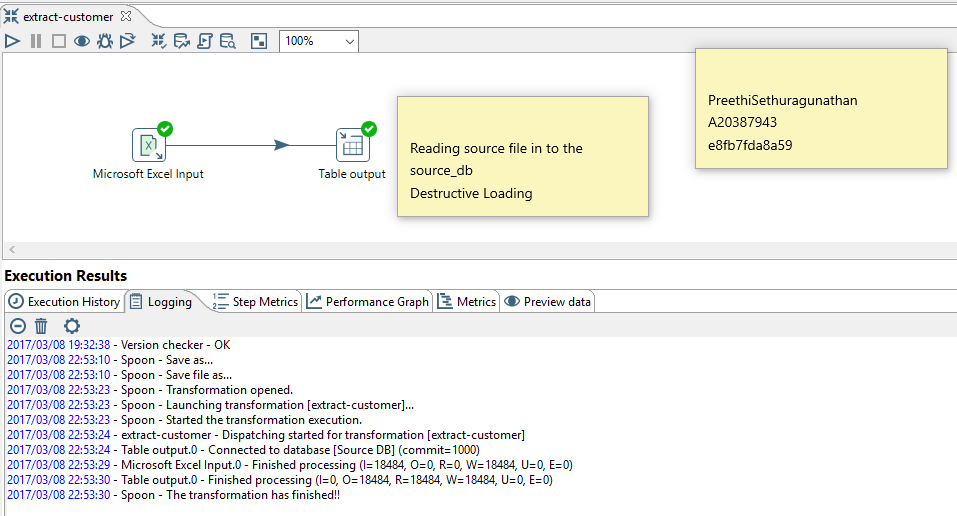 extract-customer
100%
Microsoft Excel Input
Table output
Reading source file in to the
source_db
Destructive Loading
PreethiSethuragunathan
A20387943
e8fb7fda8a59
Execution Results
Execution History Logging Step Metrics Performance Graph Metrics Preview data
2017/03/08 19:32:38 - Version checker - OK
2017/03/08 22:53:10 - Spoon - Save as...
2017/03/08 22:53:10 - Spoon - Save file as...
2017/03/08 22:53:23 - Spoon - Transformation opened.
2017/03/08 22:53:23 - Spoon - Launching transformation [extract-customer]...
2017/03/08 22:53:23 - Spoon - Started the transformation execution.
2017/03/08 22:53:24 - extract-customer - Dispatching started for transformation [extract-customer]
2017/03/08 22:53:24 - Table output.0 - Connected to database [Source DB] (commit=1000)
2017/03/08 22:53:29 - Microsoft Excel Input.0 - Finished processing (I=18484, O=0, R=0, W=18484, U=0, E=0)
2017/03/08 22:53:30 - Table output.0 - Finished processing (I=0, O=18484, R=18484, W=18484, U=0, E=0)
2017/03/08 22:53:30 - Spoon - The transformation has finished!!